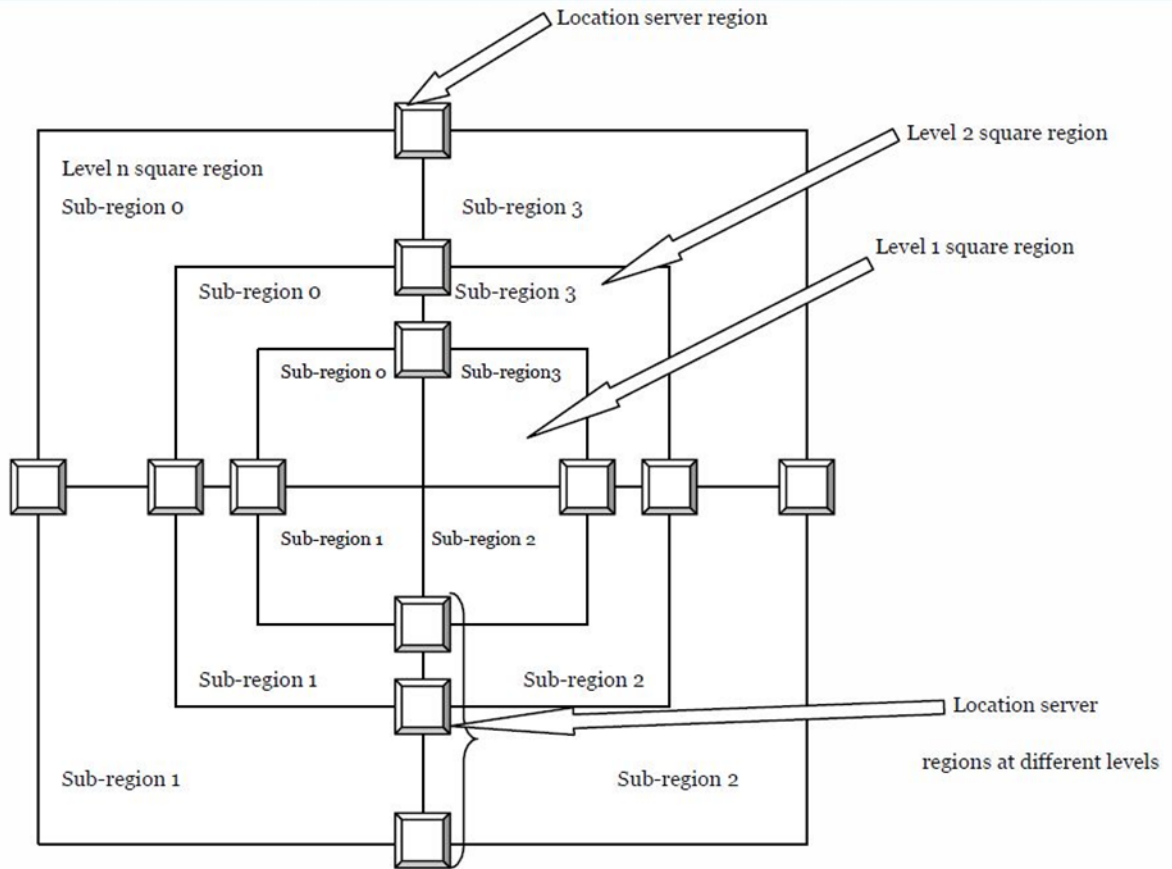 Location server region
Level 2 square region
Level n square region
Sub-region 0
Sub-region 3
Level 1 square region
Sub-region 0
Sub-region 3
Sub-region 0
Sub-region3
Sub-region 1
Sub-region 2
Sub-region 1
Sub-region 2
Location server
regions at different levels
Sub-region 1
Sub-region 2